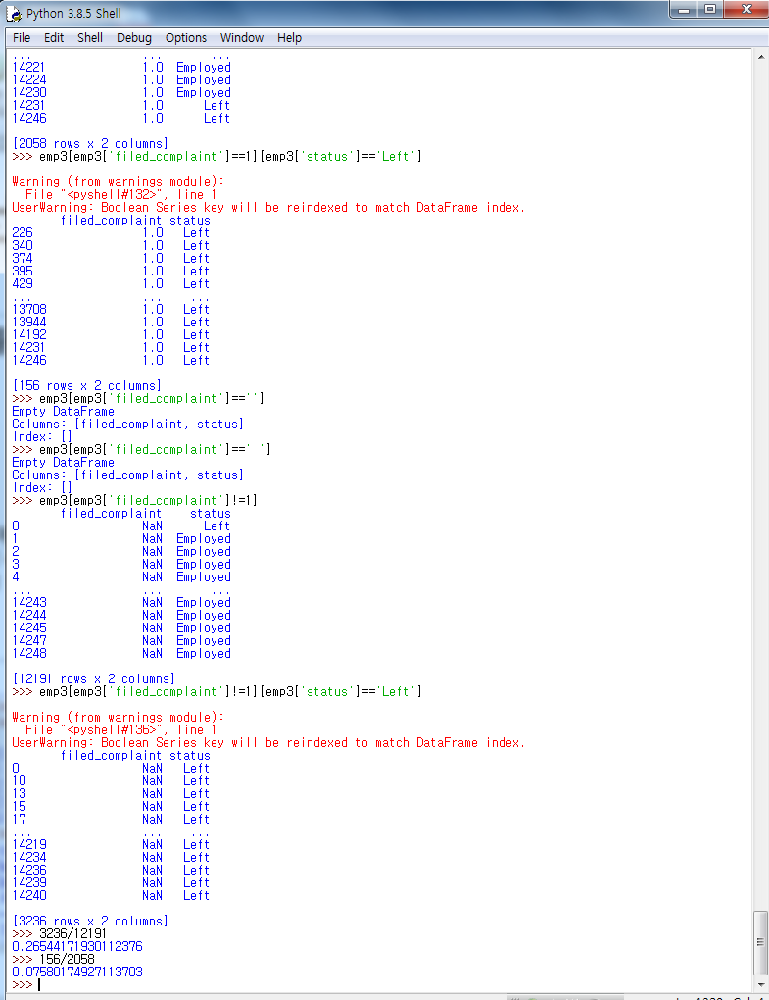 Python 3.8.5 Shell
File Edit Shell Debug Options Window Help
... ... ...
14221 1.0 Employed
14224 1.0 Employed
14230 1.0 Employed
14231 1.0 Left
14246 1.0 Left
[2058 rows x 2 columns]
>>> emp3[emp3['filed_complaint']==1][emp3['status']=='Left']
Warning (from warnings module):
File "<pyshell#132>", line 1
UserWarning: Boolean Series key will be reindexed to match DataFrame index.
filed_complaint status
226 1.0 Left
340 1.0 Left
374 1.0 Left
395 1.0 Left
429 1.0 Left
... ... ...
13708 1.0 Left
13944 1.0 Left
14192 1.0 Left
14231 1.0 Left
14246 1.0 Left
[156 rows x 2 columns]
>>> emp3[emp3['filed_complaint']=='']
Empty DataFrame
Columns: [filed_complaint, status]
Index: []
>>> emp3[emp3['filed_complaint']==' ']
Empty DataFrame
Columns: [filed_complaint, status]
Index: []
>>> emp3[emp3['filed_complaint']!=1]
filed_complaint status
0 NaN Left
1 NaN Employed
2 NaN Employed
3 NaN Employed
4 NaN Employed
... ... ...
14243 NaN Employed
14244 NaN Employed
14245 NaN Employed
14247 NaN Employed
14248 NaN Employed
[12191 rows x 2 columns]
>>> emp3[emp3['filed_complaint']!=1][emp3['status']=='Left']
Warning (from warnings module):
File "<pyshell#136>", line 1
UserWarning: Boolean Series key will be reindexed to match DataFrame index.
filed_complaint status
0 NaN Left
10 NaN Left
13 NaN Left
15 NaN Left
17 NaN Left
... ... ...
14219 NaN Left
14234 NaN Left
14236 NaN Left
14239 NaN Left
14240 NaN Left
[3236 rows x 2 columns]
>>> 3236/12191
0.26544171930112376
>>> 156/2058
0.07580174927113703
>>>